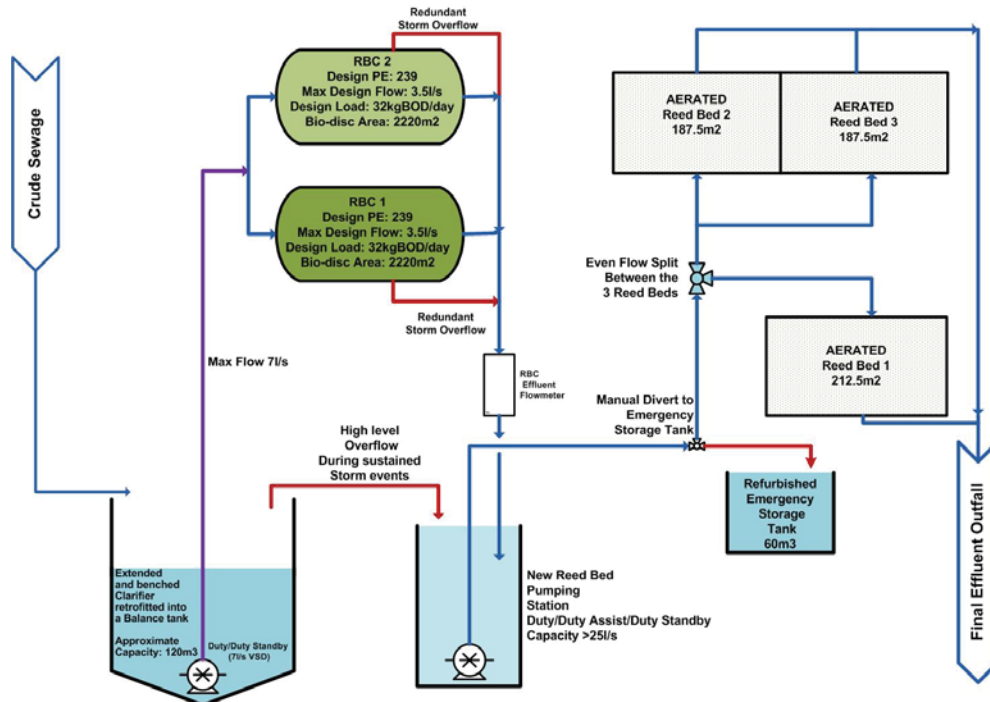 Crude Sewage
Redundant
Storm Overflow
RBC 2
Design PE: 239
Max Design Flow: 3.5l/s
Design Load: 32kgBOD/day
Bio-disc Area: 2220m2
RBC 1
Design PE: 239
Max Design Flow: 3.5l/s
Design Load: 32kgBOD/day
Bio-disc Area: 2220m2
Redundant
Storm Overflow
Max Flow 7l/s
RBC
Effluent
Flowmeter
High level
Overflow
During sustained
Storm events
Extended
and benched
Clarifier
retrofitted into
a Balance tank
Approximate
Capacity: 120m3
Duty/Duty Standby
(7l/s VSD)
New Reed Bed
Pumping
Station
Duty/Duty Assist/Duty Standby
Capacity >25l/s
AERATED
Reed Bed 2
187.5m2
AERATED
Reed Bed 3
187.5m2
Even Flow Split
Between the
3 Reed Beds
AERATED
Reed Bed 1
212.5m2
Manual Divert to
Emergency
Storage Tank
Refurbished
Emergency
Storage
Tank
60m3
Final Effluent Outfall